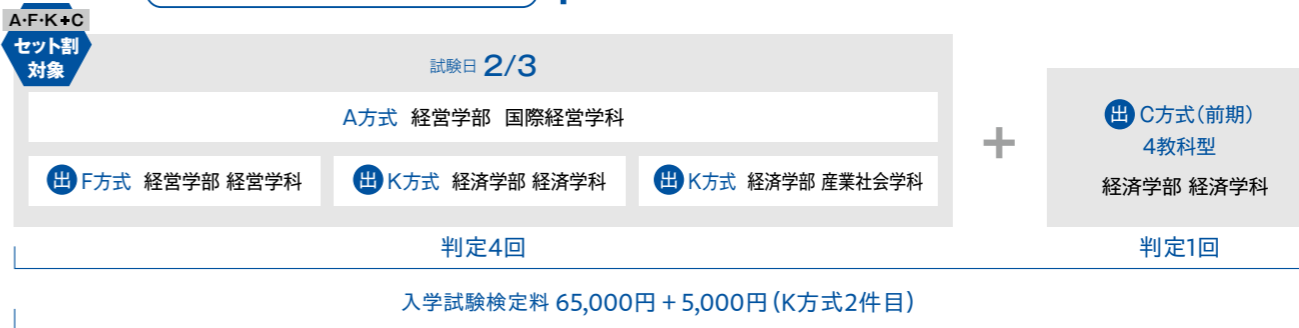 A・F・K+C
セット割
対象
試験日 2/3
A方式 経営学部 国際経営学科
出 F方式 経営学部 経営学科
出 K方式 経済学部 経済学科
出 K方式 経済学部 産業社会学科
+
出 C方式（前期）
4教科型
経済学部 経済学科
判定4回
判定1回
入学試験検定料 65,000円 + 5,000円（K方式2件目）